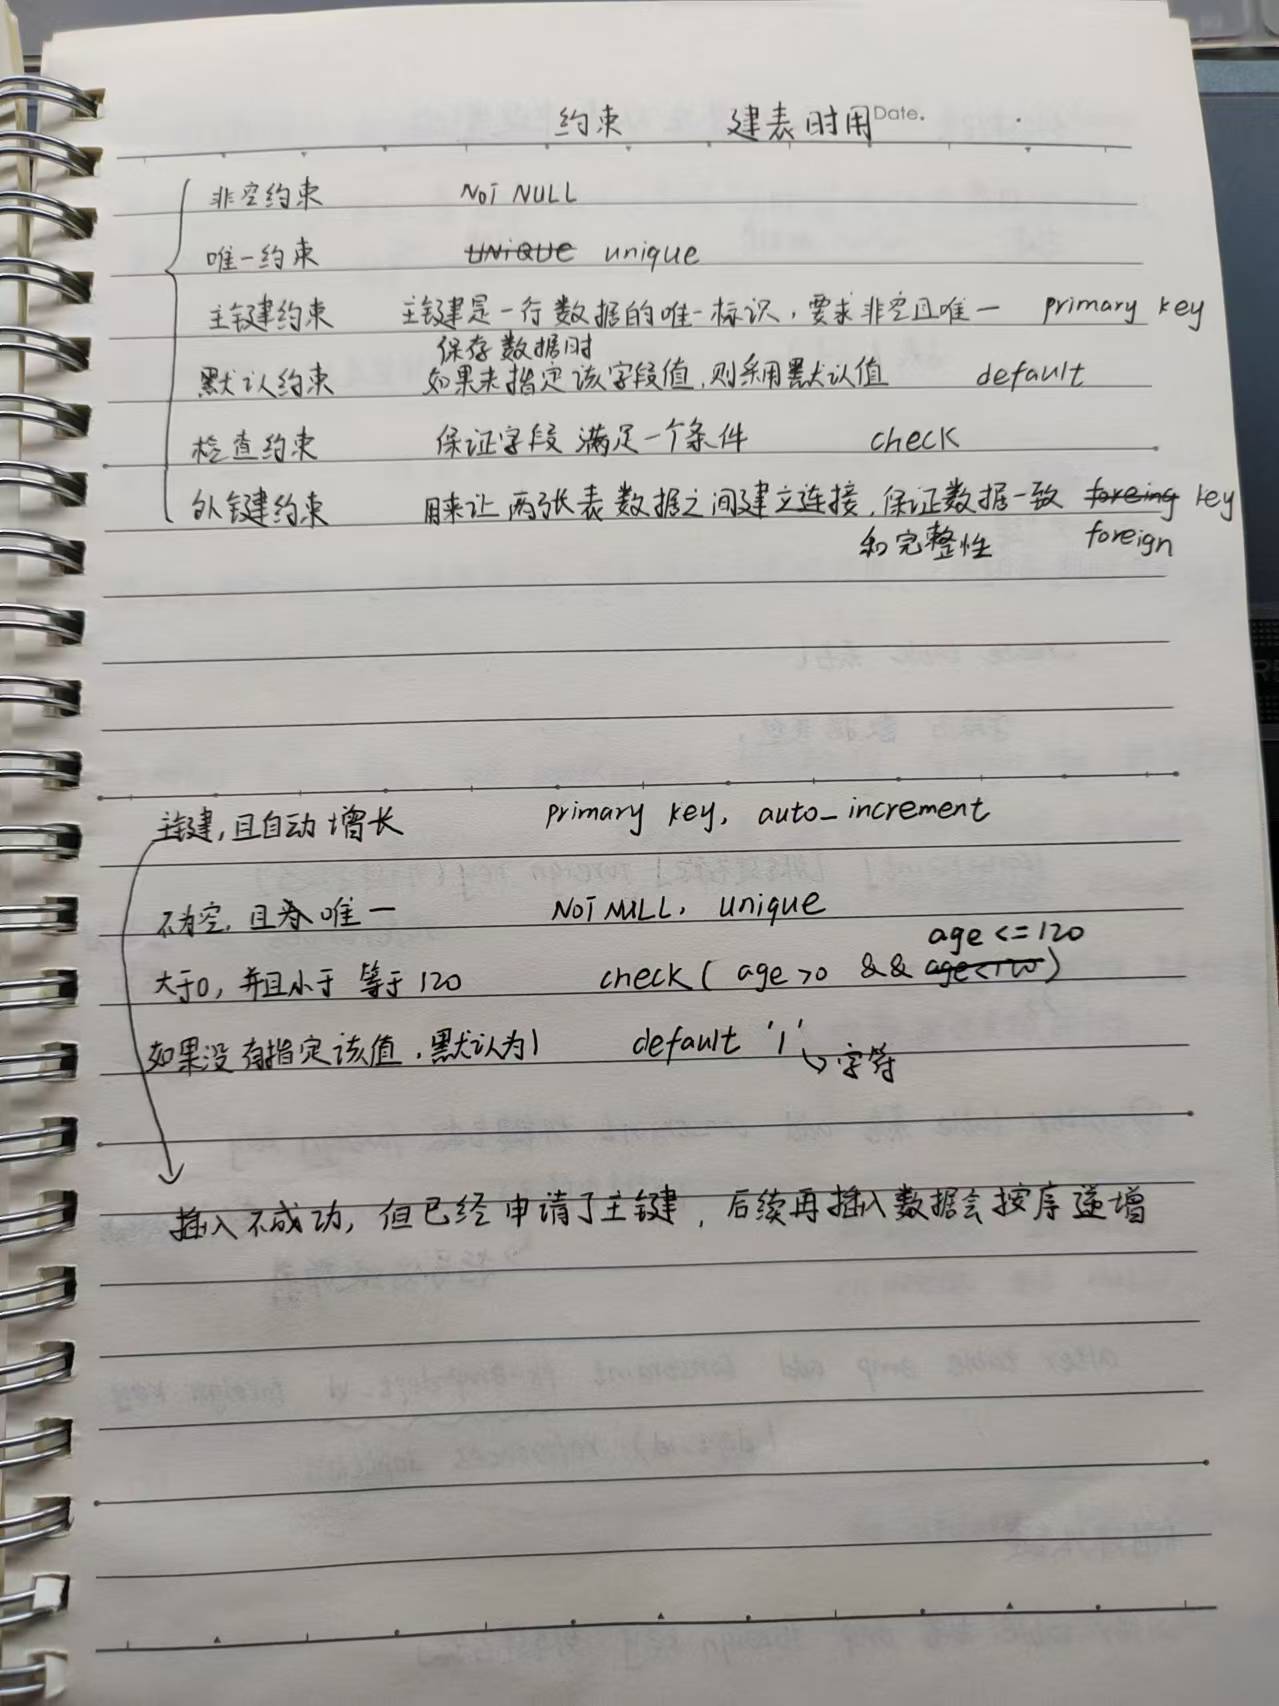 约束 建表时用 Date.
非空约束 NOT NULL
唯一约束 UNIQUE unique
主键约束 主键是一行数据的唯一标识，要求非空且唯一 primary key
保存数据时
默认约束 如果未指定该字段值，则采用默认值 default
检查约束 保证字段满足一个条件 check
外键约束 用来让两张表数据之间建立连接，保证数据一致 foreing key
和完整性 foreign
主键，且自动增长 primary key, auto_increment
不为空，且唯一 NOT NULL, unique
age <= 120
大于0，并且小于等于120 check( age >0 && age<120 )
如果没有指定该值，默认为1 default '1'
字符
插入不成功，但已经申请了主键，后续再插入数据会按序递增